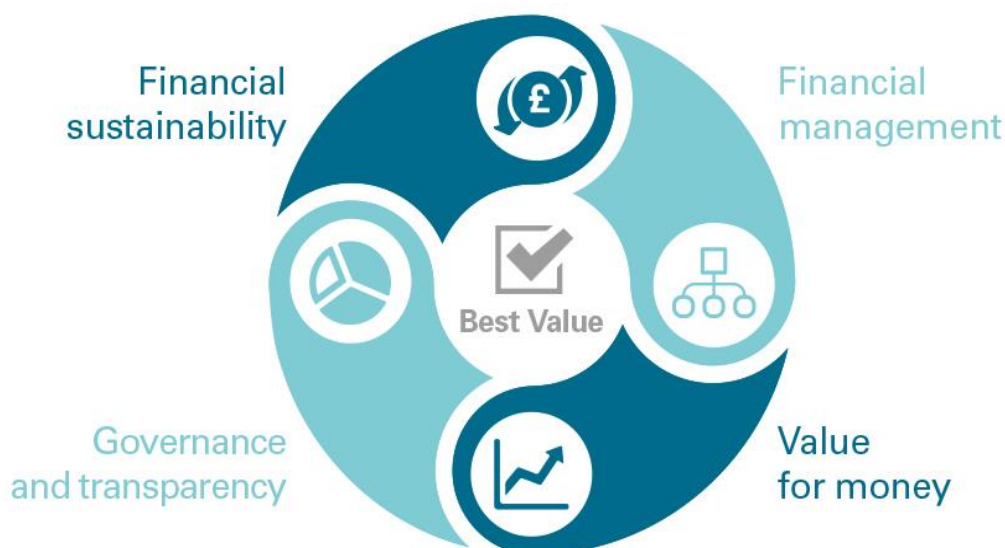 Financial
sustainability
Financial
management
£
Best Value
Governance
and transparency
Value
for money